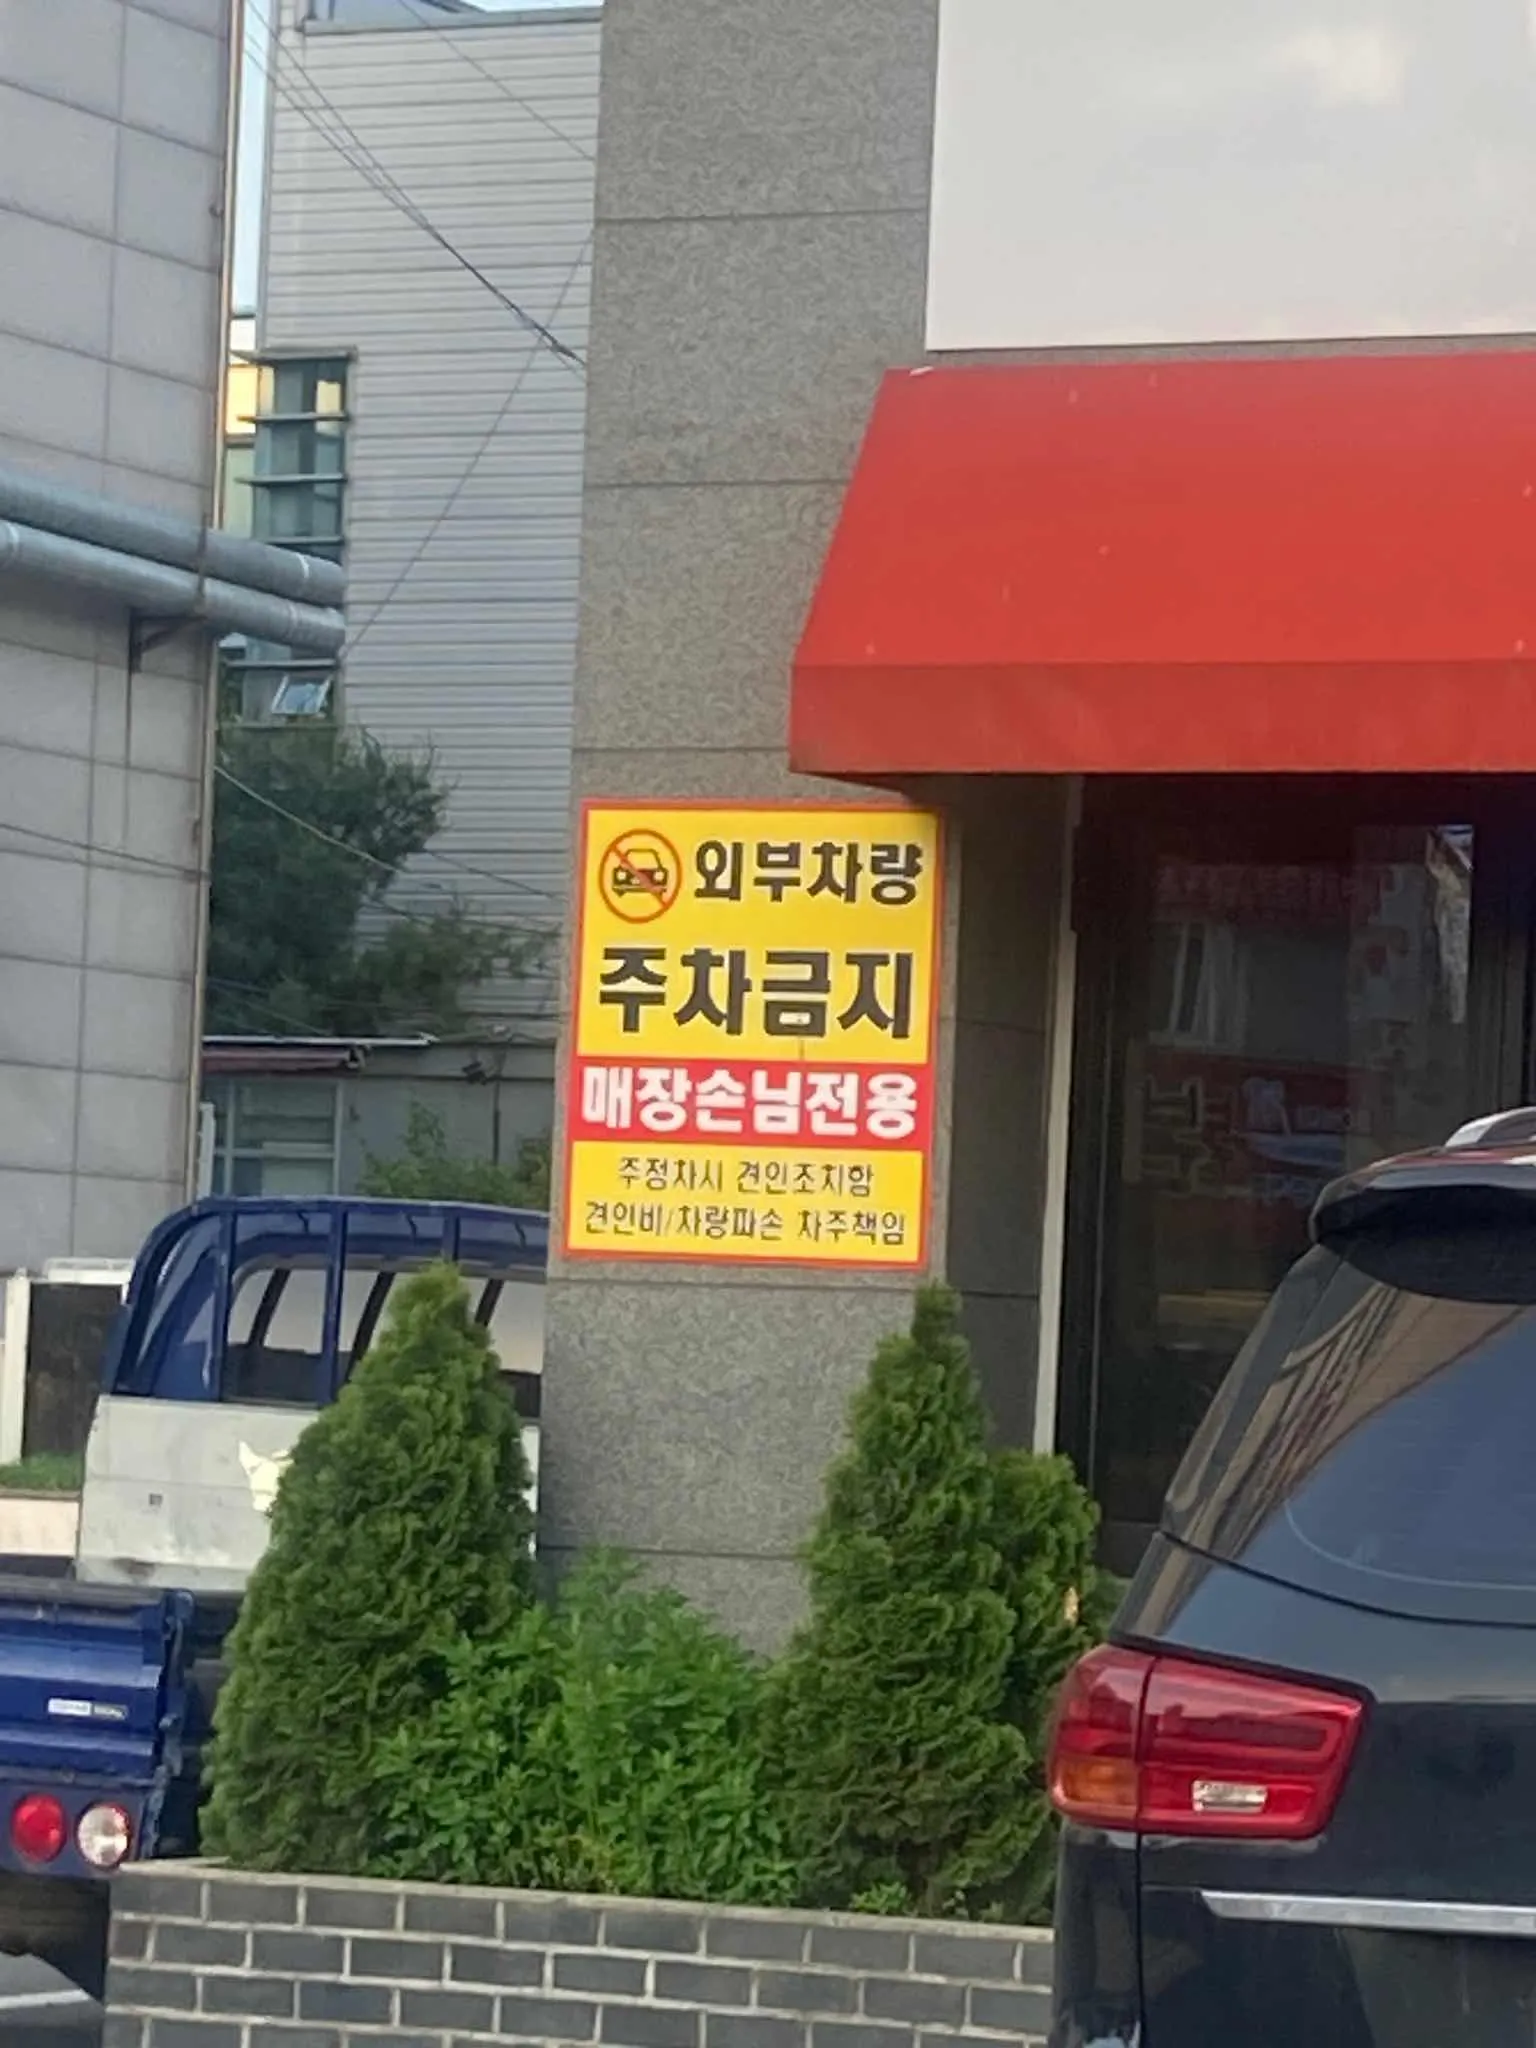 외부차량
주차금지
매장손님전용
주정차시 견인조치함
견인비/차량파손 차주책임